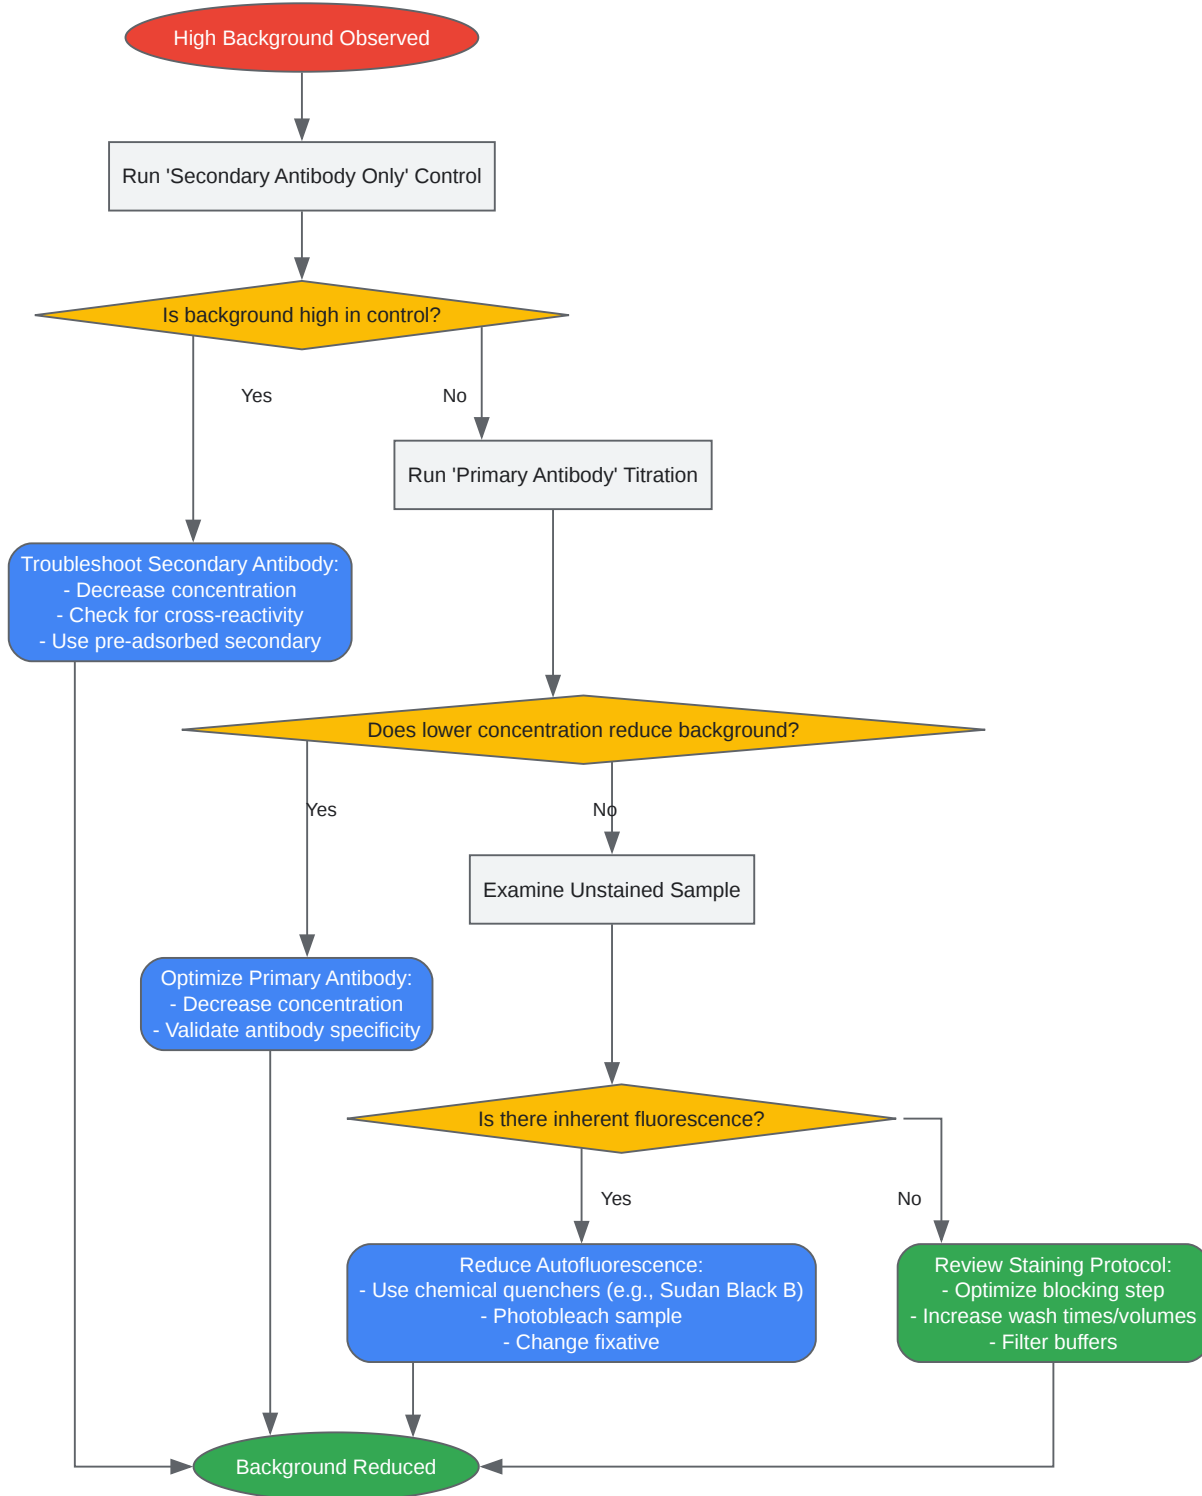 High Background Observed
Run 'Secondary Antibody Only' Control
Is background high in control?
Yes
No
Run 'Primary Antibody' Titration
Troubleshoot Secondary Antibody:
- Decrease concentration
- Check for cross-reactivity
- Use pre-adsorbed secondary
Does lower concentration reduce background?
Yes
No
Examine Unstained Sample
Optimize Primary Antibody:
- Decrease concentration
- Validate antibody specificity
Is there inherent fluorescence?
Yes
No
Reduce Autofluorescence:
- Use chemical quenchers (e.g., Sudan Black B)
- Photobleach sample
- Change fixative
Review Staining Protocol:
- Optimize blocking step
- Increase wash times/volumes
- Filter buffers
Background Reduced